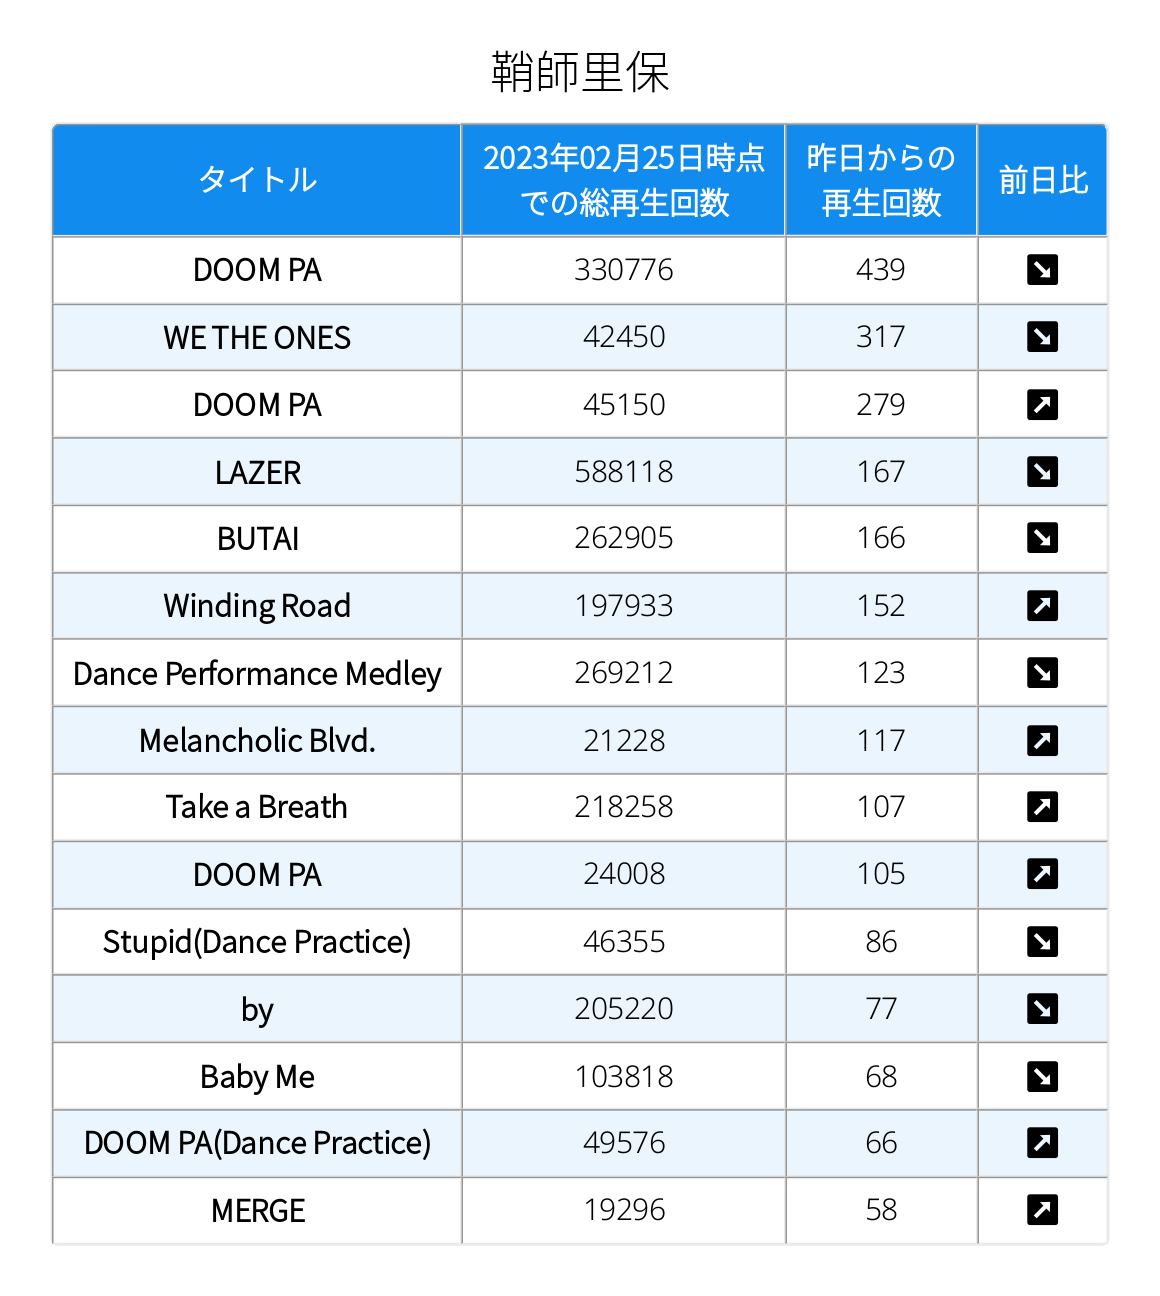 鞘師里保
タイトル
2023年02月25日時点
での総再生回数
昨日からの
再生回数
前日比
DOOM PA 330776 439
WE THE ONES 42450 317
DOOM PA 45150 279
LAZER 588118 167
BUTAI 262905 166
Winding Road 197933 152
Dance Performance Medley 269212 123
Melancholic Blvd. 21228 117
Take a Breath 218258 107
DOOM PA 24008 105
Stupid(Dance Practice) 46355 86
by 205220 77
Baby Me 103818 68
DOOM PA(Dance Practice) 49576 66
MERGE 19296 58